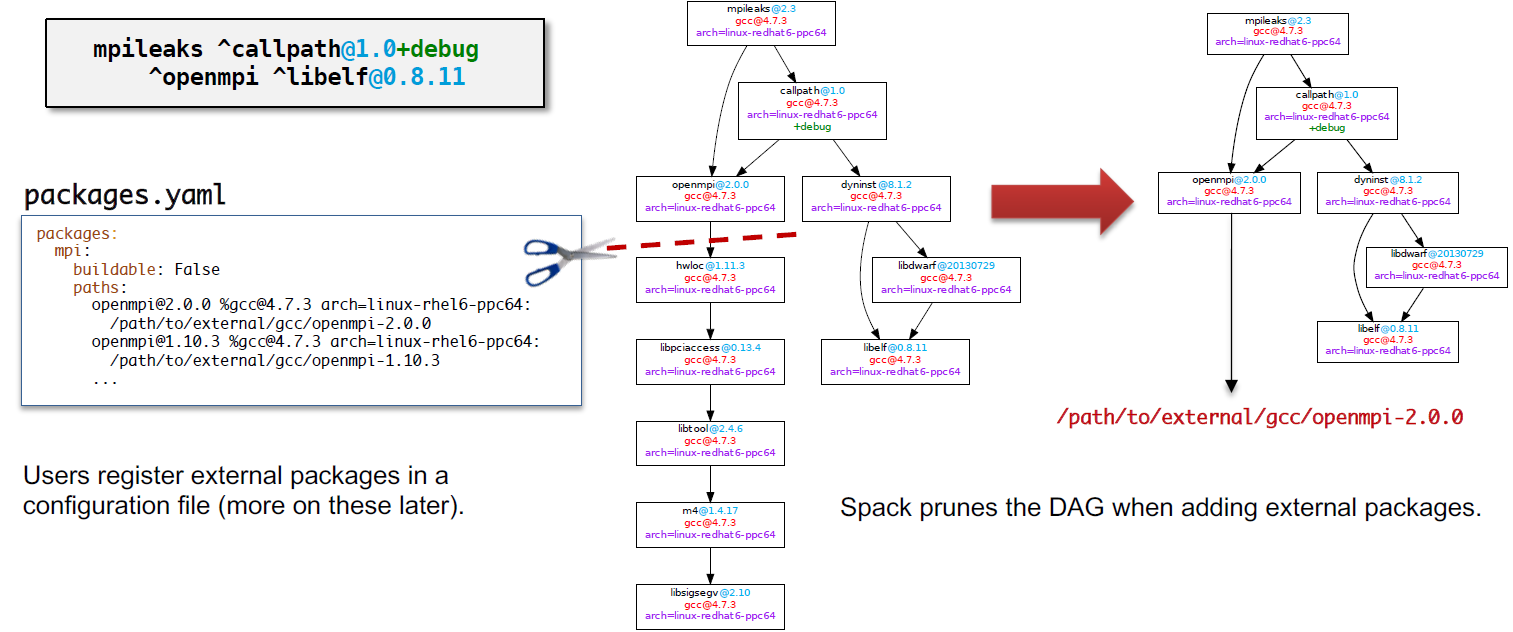 mpileaks ^callpath@1.0+debug
^openmpi ^libelf@0.8.11
packages.yaml
packages:
mpi:
buildable: False
paths:
openmpi@2.0.0 %gcc@4.7.3 arch=linux-rhel6-ppc64:
/path/to/external/gcc/openmpi-2.0.0
openmpi@1.10.3 %gcc@4.7.3 arch=linux-rhel6-ppc64:
/path/to/external/gcc/openmpi-1.10.3
...
Users register external packages in a
configuration file (more on these later).
mpileaks@2.3
gcc@4.7.3
arch=linux-redhat6-ppc64
callpath@1.0
gcc@4.7.3
arch=linux-redhat6-ppc64
+debug
openmpi@2.0.0
gcc@4.7.3
arch=linux-redhat6-ppc64
dyninst@8.1.2
gcc@4.7.3
arch=linux-redhat6-ppc64
hwloc@1.11.3
gcc@4.7.3
arch=linux-redhat6-ppc64
libdwarf@20130729
gcc@4.7.3
arch=linux-redhat6-ppc64
libpciaccess@0.13.4
gcc@4.7.3
arch=linux-redhat6-ppc64
libelf@0.8.11
gcc@4.7.3
arch=linux-redhat6-ppc64
libtool@2.4.6
gcc@4.7.3
arch=linux-redhat6-ppc64
m4@1.4.17
gcc@4.7.3
arch=linux-redhat6-ppc64
libsigsegv@2.10
gcc@4.7.3
arch=linux-redhat6-ppc64
mpileaks@2.3
gcc@4.7.3
arch=linux-redhat6-ppc64
callpath@1.0
gcc@4.7.3
arch=linux-redhat6-ppc64
+debug
openmpi@2.0.0
gcc@4.7.3
arch=linux-redhat6-ppc64
dyninst@8.1.2
gcc@4.7.3
arch=linux-redhat6-ppc64
libdwarf@20130729
gcc@4.7.3
arch=linux-redhat6-ppc64
libelf@0.8.11
gcc@4.7.3
arch=linux-redhat6-ppc64
/path/to/external/gcc/openmpi-2.0.0
Spack prunes the DAG when adding external packages.